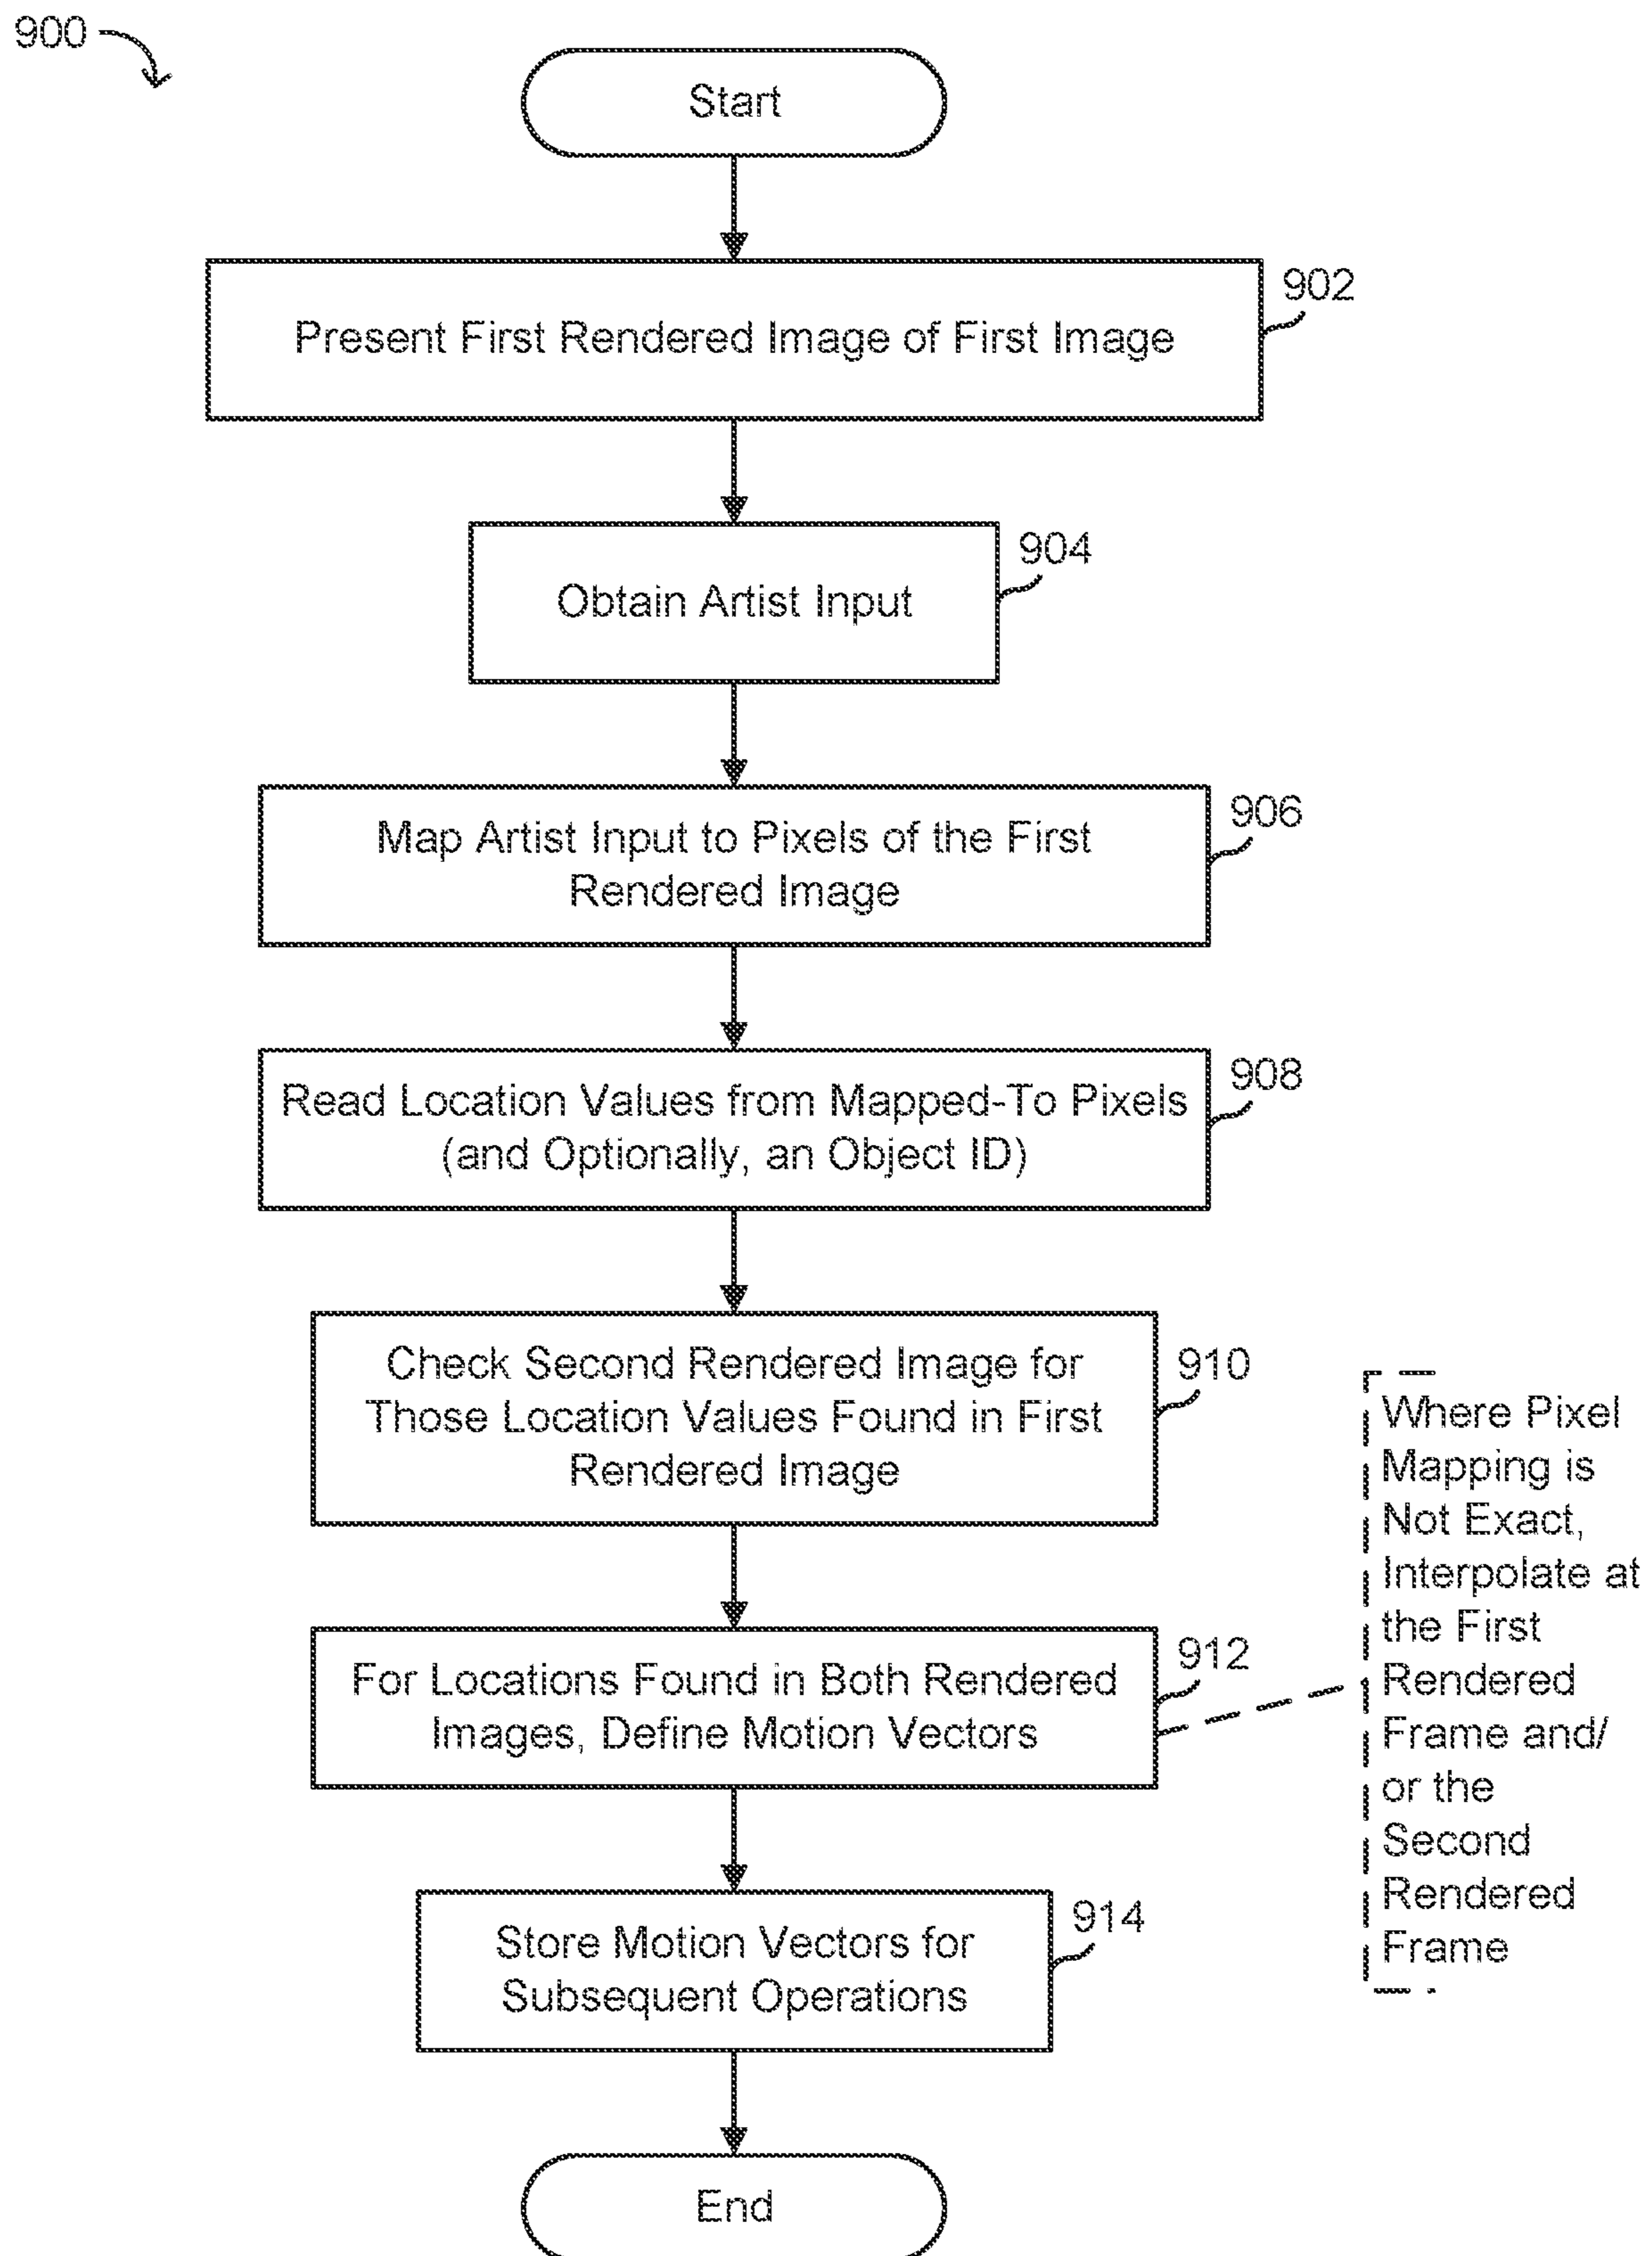 900
Start
902
Present First Rendered Image of First Image
904
Obtain Artist Input
906
Map Artist Input to Pixels of the First
Rendered Image
908
Read Location Values from Mapped-To Pixels
(and Optionally, an Object ID)
910
Check Second Rendered Image for
Those Location Values Found in First
Rendered Image
912
For Locations Found in Both Rendered
Images, Define Motion Vectors
Where Pixel
Mapping is
Not Exact,
Interpolate at
the First
Rendered
Frame and/
or the
Second
Rendered
Frame
914
Store Motion Vectors for
Subsequent Operations
End